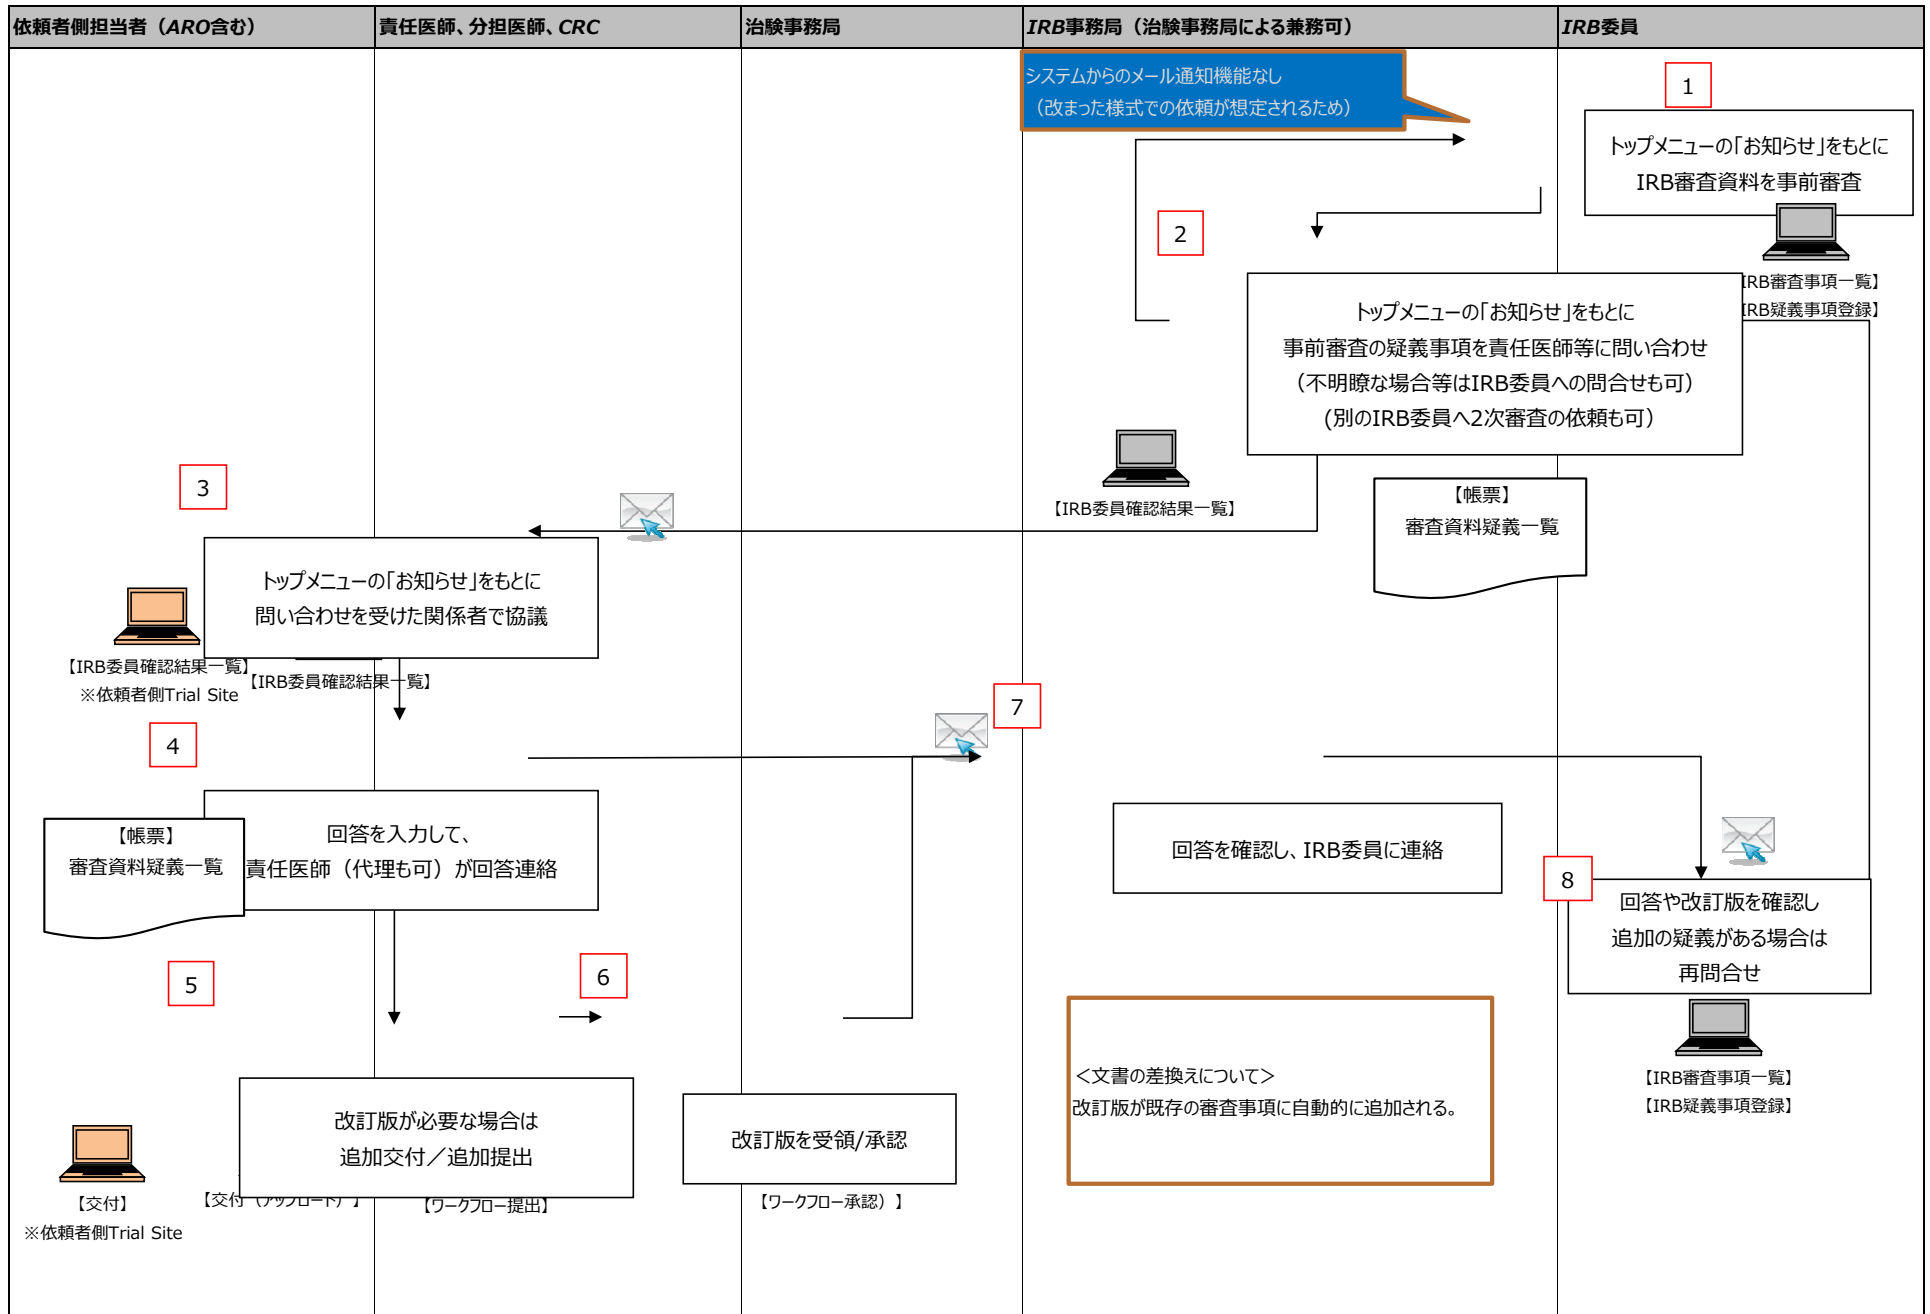 依頼者側担当者（ARO含む）
責任医師、分担医師、CRC
治験事務局
IRB事務局（治験事務局による兼務可）
IRB委員
システムからのメール通知機能なし
（改まった様式での依頼が想定されるため）
1
トップメニューの「お知らせ」をもとに
IRB審査資料を事前審査
IRB審査事項一覧】
IRB疑義事項登録】
2
トップメニューの「お知らせ」をもとに
事前審査の疑義事項を責任医師等に問い合わせ
（不明瞭な場合等はIRB委員への問合せも可）
(別のIRB委員へ2次審査の依頼も可）
【IRB委員確認結果一覧】
【帳票】
審査資料疑義一覧
3
トップメニューの「お知らせ」をもとに
問い合わせを受けた関係者で協議
【IRB委員確認結果一覧】
※依頼者側Trial Site
【IRB委員確認結果一覧】
4
【帳票】
審査資料疑義一覧
回答を入力して、
責任医師（代理も可）が回答連絡
7
回答を確認し、IRB委員に連絡
8
回答や改訂版を確認し
追加の疑義がある場合は
再問合せ
【IRB審査事項一覧】
【IRB疑義事項登録】
5
6
改訂版が必要な場合は
追加交付／追加提出
【交付】
※依頼者側Trial Site
【交付（アップロード）】
【ワークフロー提出】
改訂版を受領/承認
【ワークフロー承認）】
＜文書の差換えについて＞
改訂版が既存の審査事項に自動的に追加される。